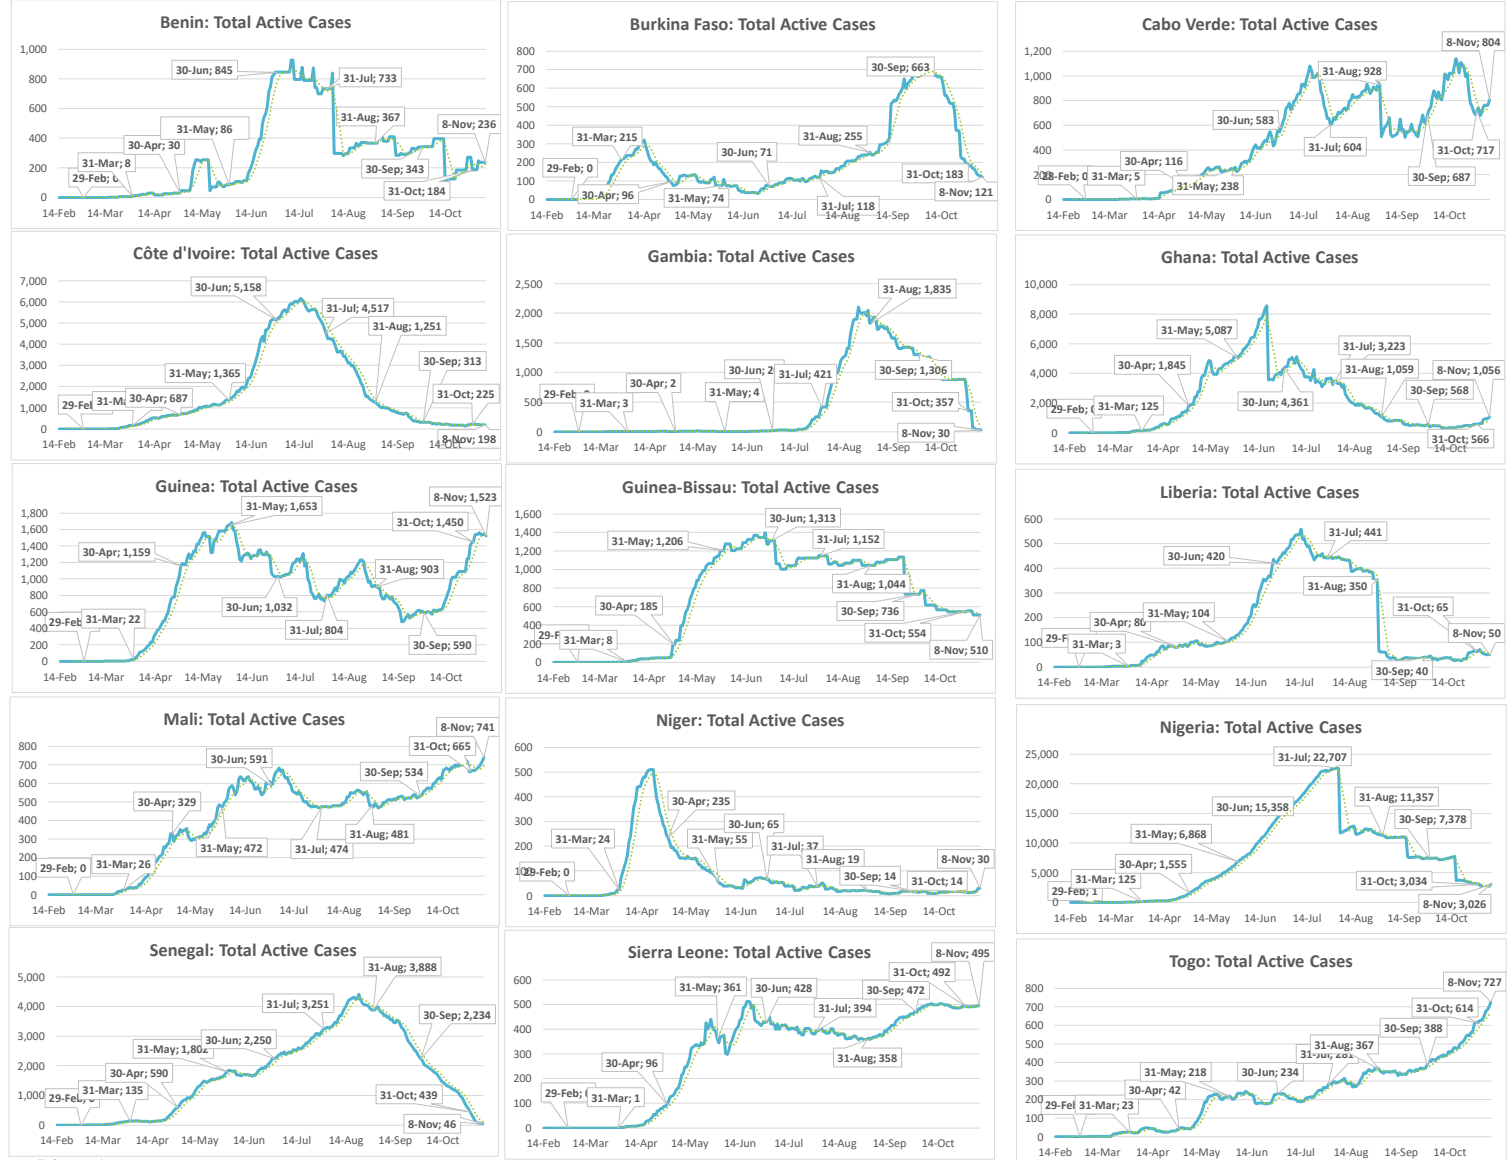 Benin: Total Active Cases
1,000
800
600
400
200
0
30-Jun; 845
31-Jul; 733
31-Aug; 367
31-May; 86
30-Apr; 30
31-Mar; 8
29-Feb;
8-Nov; 236
30-Sep; 343
31-Oct; 184
14-Feb 14-Mar 14-Apr 14-May 14-Jun 14-Jul 14-Aug 14-Sep 14-Oct
Burkina Faso: Total Active Cases
800
700
600
500
400
300
200
100
0
30-Sep; 663
31-Mar; 215
31-Aug; 255
30-Jun; 71
29-Feb; 0
30-Apr; 96
31-May; 74
31-Jul; 118
31-Oct; 183
8-Nov; 121
14-Feb 14-Mar 14-Apr 14-May 14-Jun 14-Jul 14-Aug 14-Sep 14-Oct
Cabo Verde: Total Active Cases
1,200
1,000
800
600
400
200
0
8-Nov; 804
31-Aug; 928
30-Jun; 583
31-Jul; 604
31-Oct; 717
30-Apr; 116
31-Mar; 5
31-May; 238
30-Sep; 687
14-Feb 14-Mar 14-Apr 14-May 14-Jun 14-Jul 14-Aug 14-Sep 14-Oct
Côte d'Ivoire: Total Active Cases
7,000
6,000
5,000
4,000
3,000
2,000
1,000
0
30-Jun; 5,158
31-Jul; 4,517
31-Aug; 1,251
30-Sep; 313
31-May; 1,365
30-Apr; 687
31-Oct; 225
8-Nov; 198
14-Feb 14-Mar 14-Apr 14-May 14-Jun 14-Jul 14-Aug 14-Sep 14-Oct
Gambia: Total Active Cases
2,500
2,000
1,500
1,000
500
0
31-Aug; 1,835
30-Sep; 1,306
31-Jul; 421
30-Jun; 2
30-Apr; 2
31-Mar; 3
31-May; 4
31-Oct; 357
8-Nov; 30
14-Feb 14-Mar 14-Apr 14-May 14-Jun 14-Jul 14-Aug 14-Sep 14-Oct
Ghana: Total Active Cases
10,000
8,000
6,000
4,000
2,000
0
31-May; 5,087
30-Apr; 1,845
31-Jul; 3,223
31-Aug; 1,059
8-Nov; 1,056
30-Sep; 568
31-Mar; 125
30-Jun; 4,361
31-Oct; 566
14-Feb 14-Mar 14-Apr 14-May 14-Jun 14-Jul 14-Aug 14-Sep 14-Oct
Guinea: Total Active Cases
1,800
1,600
1,400
1,200
1,000
800
600
400
200
0
8-Nov; 1,523
31-May; 1,653
31-Oct; 1,450
30-Apr; 1,159
31-Aug; 903
30-Jun; 1,032
31-Mar; 22
31-Jul; 804
30-Sep; 590
14-Feb 14-Mar 14-Apr 14-May 14-Jun 14-Jul 14-Aug 14-Sep 14-Oct
Guinea-Bissau: Total Active Cases
1,600
1,400
1,200
1,000
800
600
400
200
0
30-Jun; 1,313
31-May; 1,206
31-Jul; 1,152
31-Aug; 1,044
30-Apr; 185
30-Sep; 736
31-Mar; 8
31-Oct; 554
8-Nov; 510
14-Feb 14-Mar 14-Apr 14-May 14-Jun 14-Jul 14-Aug 14-Sep 14-Oct
Liberia: Total Active Cases
600
500
400
300
200
100
0
31-Jul; 441
30-Jun; 420
31-Aug; 350
31-May; 104
30-Apr; 80
31-Mar; 3
31-Oct; 65
8-Nov; 50
30-Sep; 40
14-Feb 14-Mar 14-Apr 14-May 14-Jun 14-Jul 14-Aug 14-Sep 14-Oct
Mali: Total Active Cases
800
700
600
500
400
300
200
100
0
8-Nov; 741
31-Oct; 665
30-Jun; 591
30-Sep; 534
30-Apr; 329
31-Aug; 481
31-May; 472
31-Jul; 474
31-Mar; 26
29-Feb; 0
14-Feb 14-Mar 14-Apr 14-May 14-Jun 14-Jul 14-Aug 14-Sep 14-Oct
Niger: Total Active Cases
600
500
400
300
200
100
0
30-Apr; 235
31-Mar; 24
31-May; 55
30-Jun; 65
31-Jul; 37
31-Aug; 19
8-Nov; 30
29-Feb; 0
30-Sep; 14
31-Oct; 14
14-Feb 14-Mar 14-Apr 14-May 14-Jun 14-Jul 14-Aug 14-Sep 14-Oct
Nigeria: Total Active Cases
25,000
20,000
15,000
10,000
5,000
0
31-Jul; 22,707
30-Jun; 15,358
31-Aug; 11,357
31-May; 6,868
30-Sep; 7,378
30-Apr; 1,555
31-Mar; 125
29-Feb; 1
31-Oct; 3,034
8-Nov; 3,026
14-Feb 14-Mar 14-Apr 14-May 14-Jun 14-Jul 14-Aug 14-Sep 14-Oct
Senegal: Total Active Cases
5,000
4,000
3,000
2,000
1,000
0
31-Aug; 3,888
31-Jul; 3,251
30-Sep; 2,234
30-Jun; 2,250
31-May; 1,802
30-Apr; 590
31-Mar; 135
31-Oct; 439
8-Nov; 46
14-Feb 14-Mar 14-Apr 14-May 14-Jun 14-Jul 14-Aug 14-Sep 14-Oct
Sierra Leone: Total Active Cases
600
500
400
300
200
100
0
8-Nov; 495
31-Oct; 492
30-Sep; 472
31-May; 361
30-Jun; 428
31-Jul; 394
31-Aug; 358
30-Apr; 96
29-Feb;
31-Mar; 1
14-Feb 14-Mar 14-Apr 14-May 14-Jun 14-Jul 14-Aug 14-Sep 14-Oct
Togo: Total Active Cases
800
700
600
500
400
300
200
100
0
8-Nov; 727
31-Oct; 614
30-Sep; 388
31-Aug; 367
31-Jul; 281
31-May; 218
30-Jun; 234
30-Apr; 42
31-Mar; 23
14-Feb 14-Mar 14-Apr 14-May 14-Jun 14-Jul 14-Aug 14-Sep 14-Oct